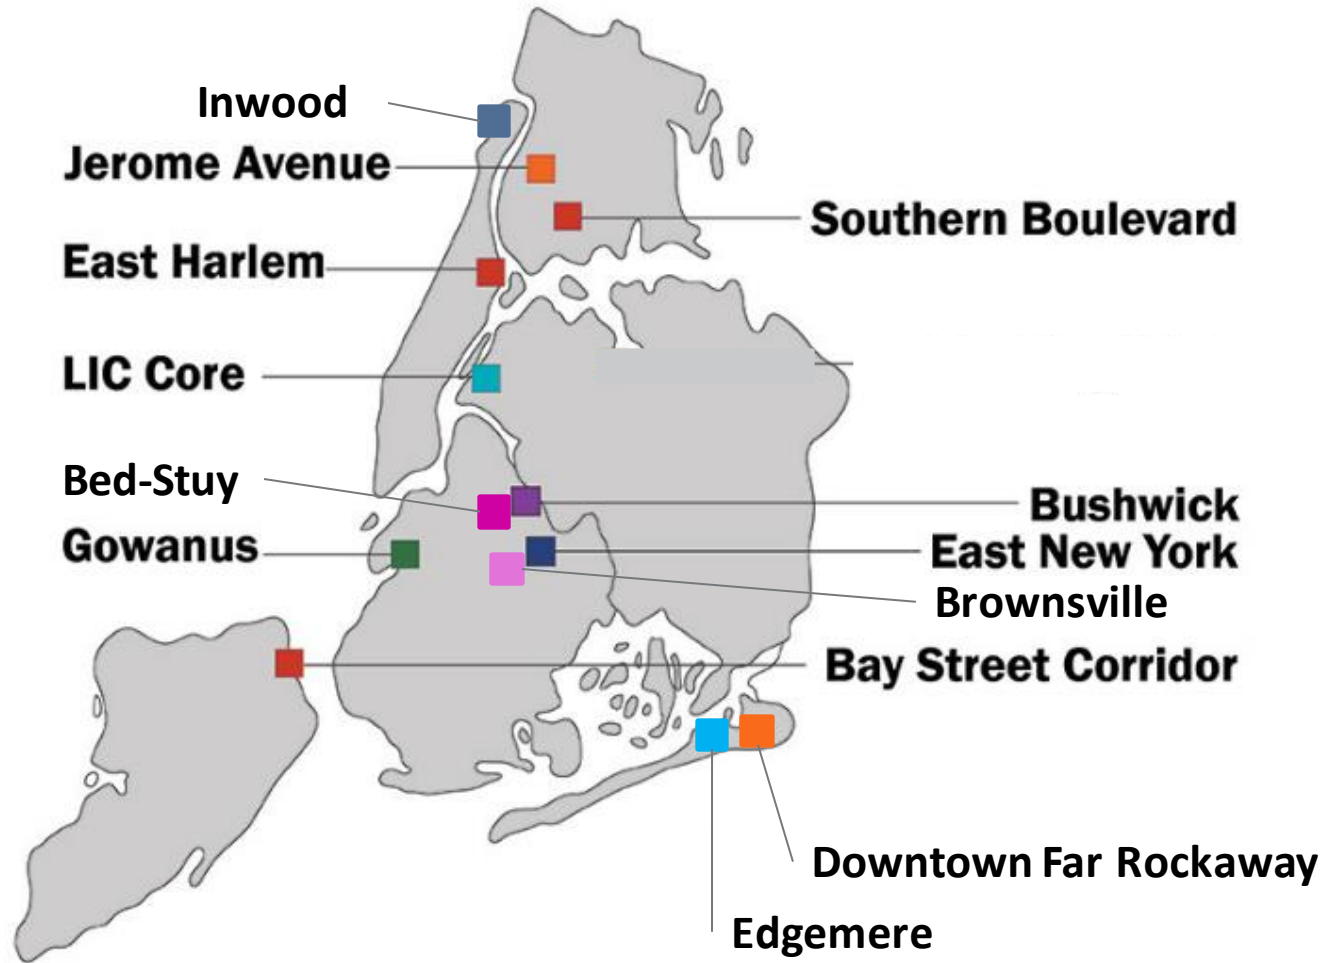 Inwood
Jerome Avenue
Southern Boulevard
East Harlem
LIC Core
Bed-Stuy
Bushwick
Gowanus
East New York
Brownsville
Bay Street Corridor
Downtown Far Rockaway
Edgemere